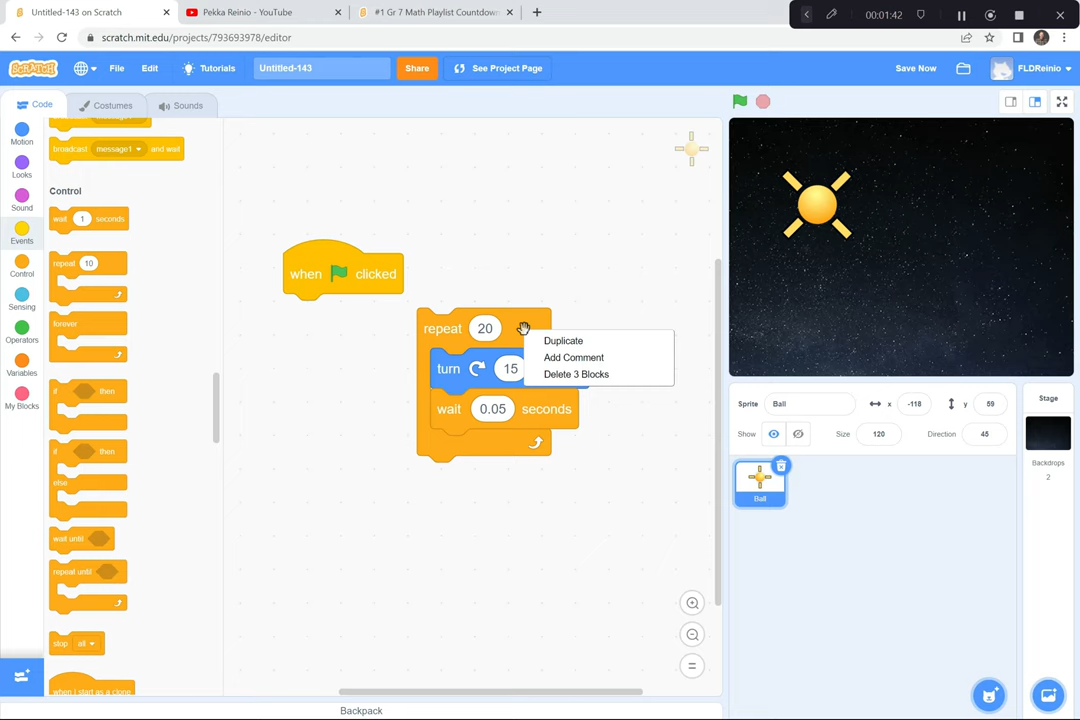 Untitled-143 on Scratch
Pekka Reinio - YouTube
#1 Gr 7 Math Playlist Countdown
00:01:42
scratch.mit.edu/projects/793693978/editor
SCRATCH
File
Edit
Tutorials
Untitled-143
Share
See Project Page
Save Now
FLDReinio
Code
Costumes
Sounds
Motion
Looks
Sound
Events
Control
Sensing
Operators
Variables
My Blocks
broadcast message1 and wait
Control
wait 1 seconds
repeat 10
forever
if then
if then
else
wait until
repeat until
stop all
when I start as a clone
when clicked
repeat 20
turn 15
wait 0.05 seconds
Duplicate
Add Comment
Delete 3 Blocks
Sprite Ball x -118 y 59
Show Size 120 Direction 45
Ball
Stage
Backdrops
2
Backpack